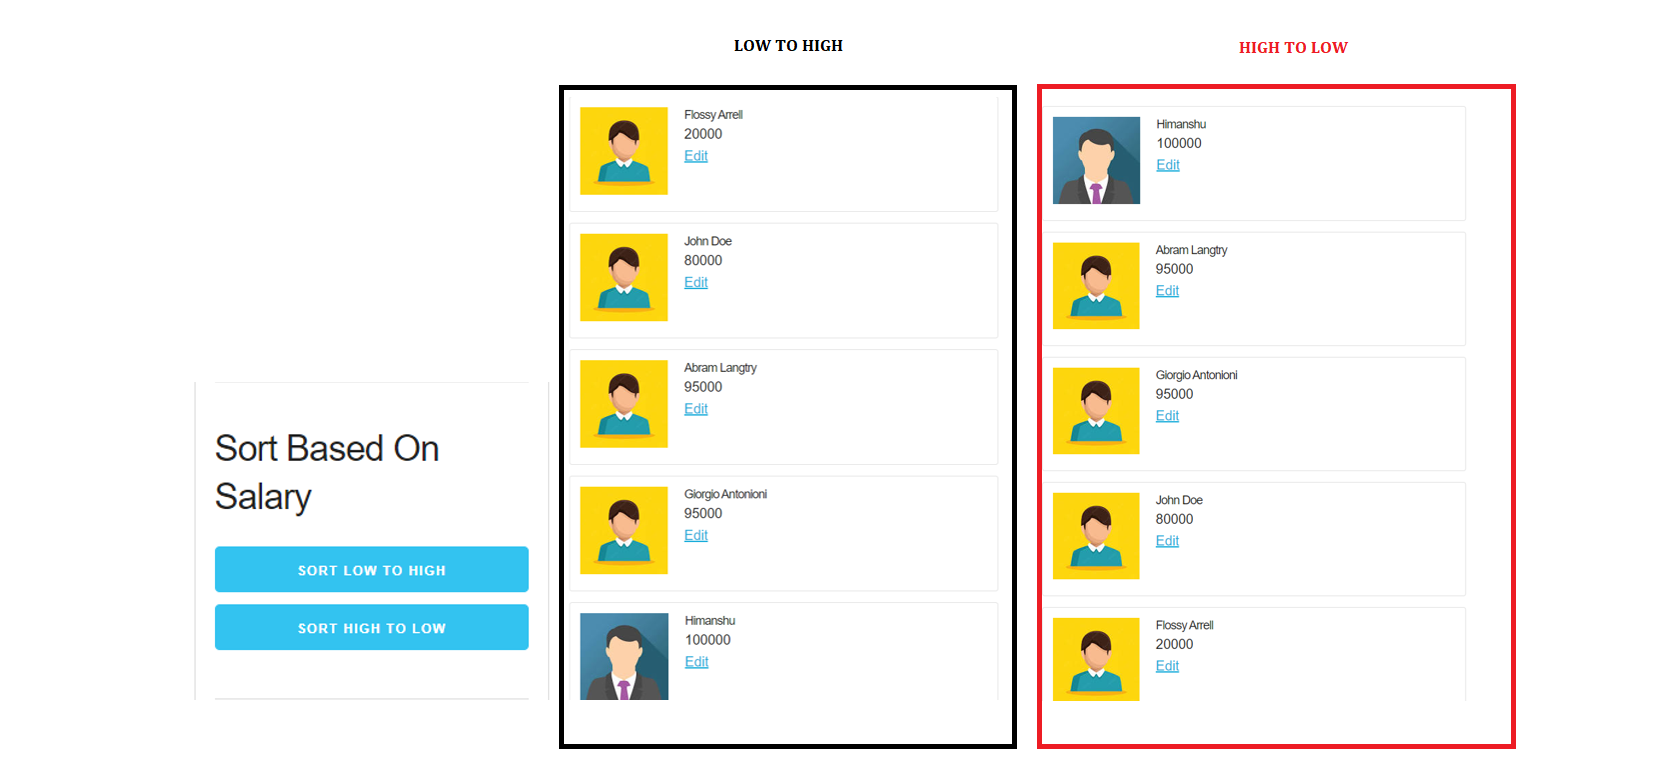 LOW TO HIGH
HIGH TO LOW
Sort Based On
Salary
SORT LOW TO HIGH
SORT HIGH TO LOW
Flossy Arrell
20000
Edit
John Doe
80000
Edit
Abram Langtry
95000
Edit
Giorgio Antonioni
95000
Edit
Himanshu
100000
Edit
Himanshu
100000
Edit
Abram Langtry
95000
Edit
Giorgio Antonioni
95000
Edit
John Doe
80000
Edit
Flossy Arrell
20000
Edit